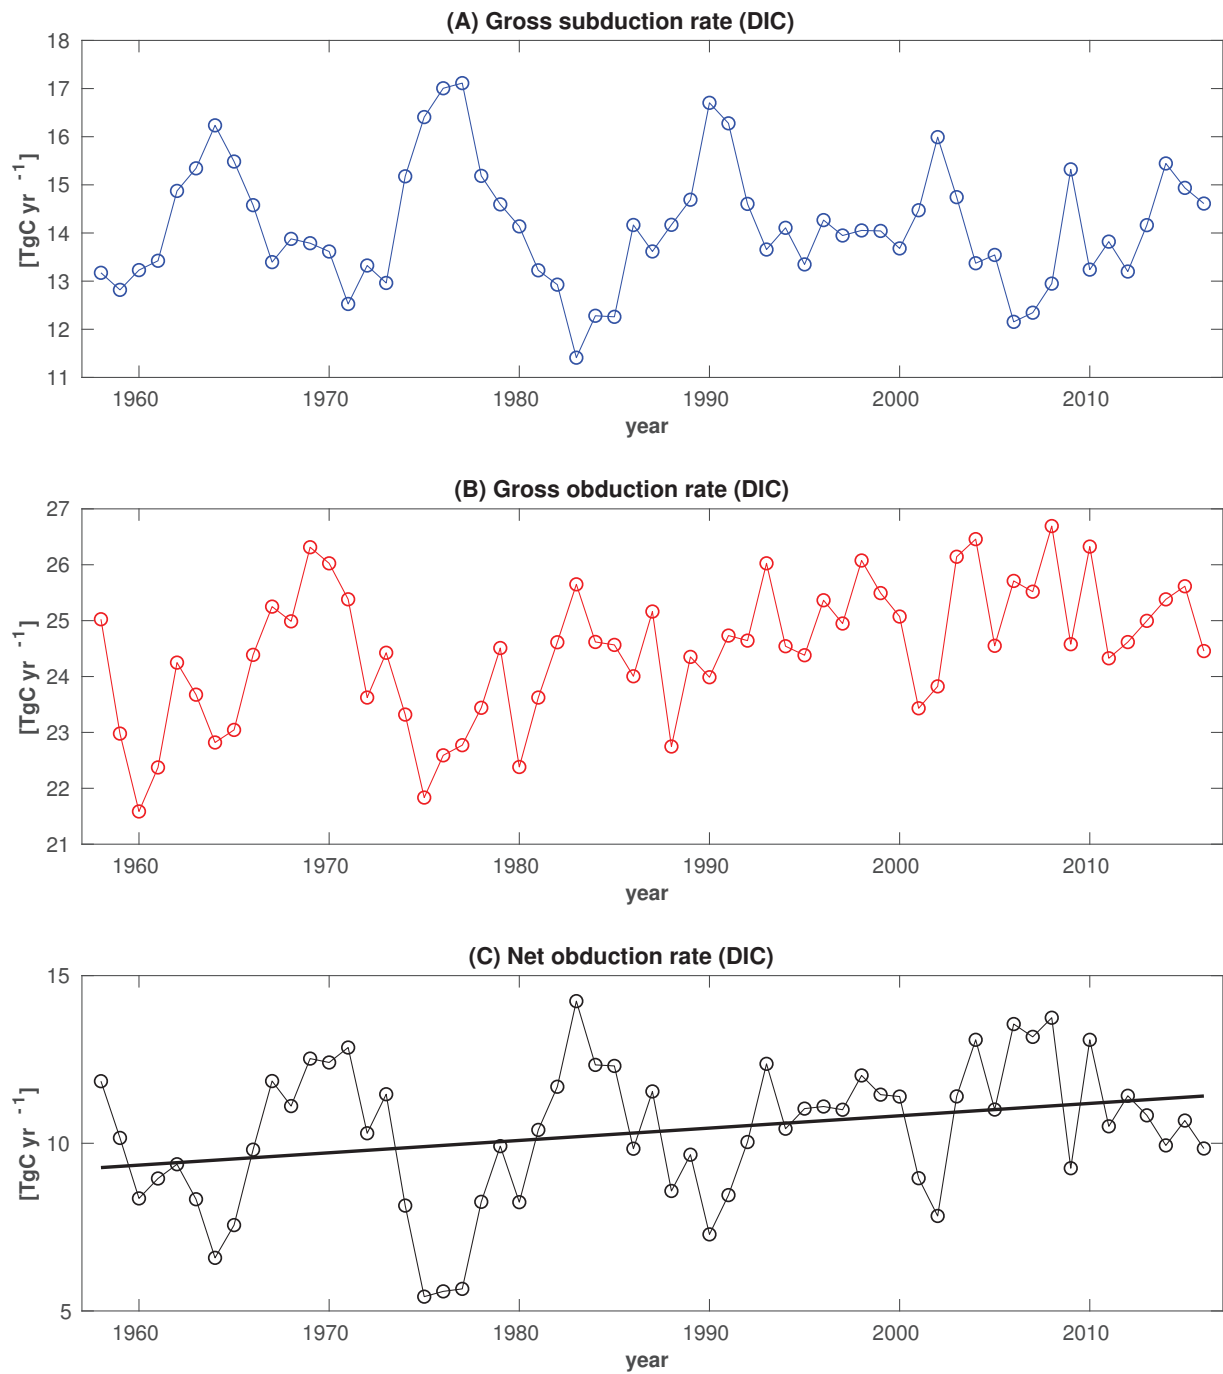 (A) Gross subduction rate (DIC)
18
17
16
15
14
13
12
11
[TgC yr -1]
1960 1970 1980 1990 2000 2010
year
(B) Gross obduction rate (DIC)
27
26
25
24
23
22
21
[TgC yr -1]
1960 1970 1980 1990 2000 2010
year
(C) Net obduction rate (DIC)
15
10
5
[TgC yr -1]
1960 1970 1980 1990 2000 2010
year